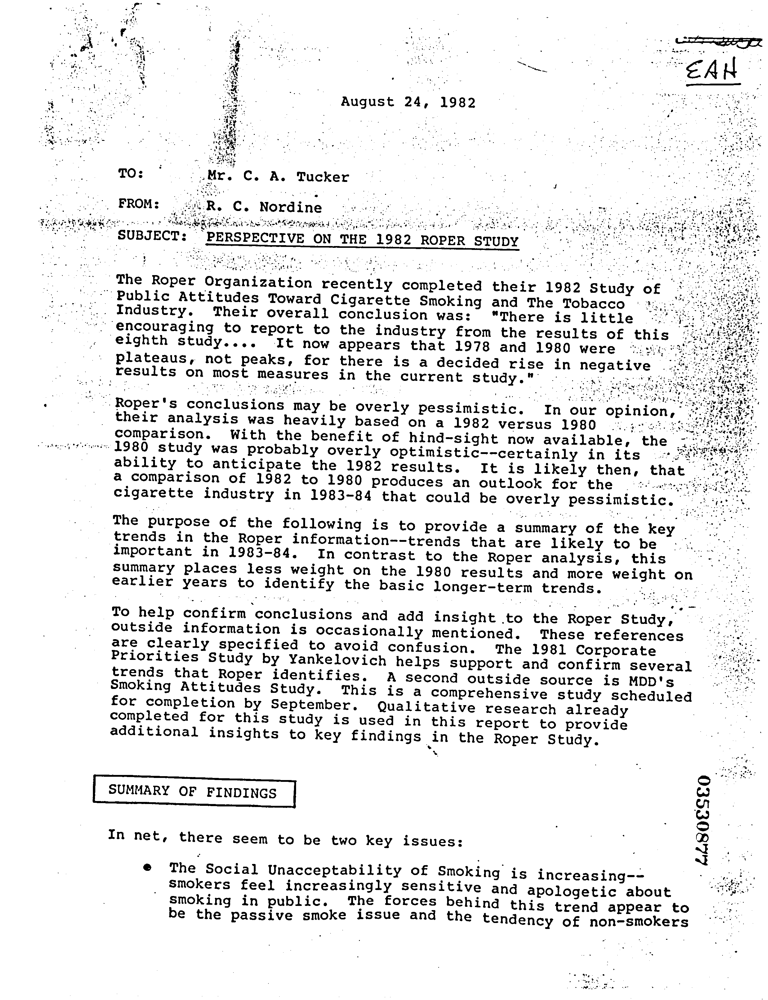 EAH
August 24, 1982
TO: Mr. C. A. Tucker
FROM: R. C. Nordine
SUBJECT: PERSPECTIVE ON THE 1982 ROPER STUDY
The Roper Organization recently completed their 1982 Study of
Public Attitudes Toward Cigarette Smoking and The Tobacco
Industry. Their overall conclusion was: "There is little
encouraging to report to the industry from the results of this
eighth study.... It now appears that 1978 and 1980 were
plateaus, not peaks, for there is a decided rise in negative
results on most measures in the current study."
Roper's conclusions may be overly pessimistic. In our opinion,
their analysis was heavily based on a 1982 versus 1980
comparison. With the benefit of hind-sight now available, the
1980 study was probably overly optimistic--certainly in its
ability to anticipate the 1982 results. It is likely then, that
a comparison of 1982 to 1980 produces an outlook for the
cigarette industry in 1983-84 that could be overly pessimistic.
The purpose of the following is to provide a summary of the key
trends in the Roper information--trends that are likely to be
important in 1983-84. In contrast to the Roper analysis, this
summary places less weight on the 1980 results and more weight on
earlier years to identify the basic longer-term trends.
To help confirm conclusions and add insight to the Roper Study,
outside information is occasionally mentioned. These references
are clearly specified to avoid confusion. The 1981 Corporate
Priorities Study by Yankelovich helps support and confirm several
trends that Roper identifies. A second outside source is MDD's
Smoking Attitudes Study. This is a comprehensive study scheduled
for completion by September. Qualitative research already
completed for this study is used in this report to provide
additional insights to key findings in the Roper Study.
SUMMARY OF FINDINGS
In net, there seem to be two key issues:
● The Social Unacceptability of Smoking is increasing--
smokers feel increasingly sensitive and apologetic about
smoking in public. The forces behind this trend appear to
be the passive smoke issue and the tendency of non-smokers
03530877